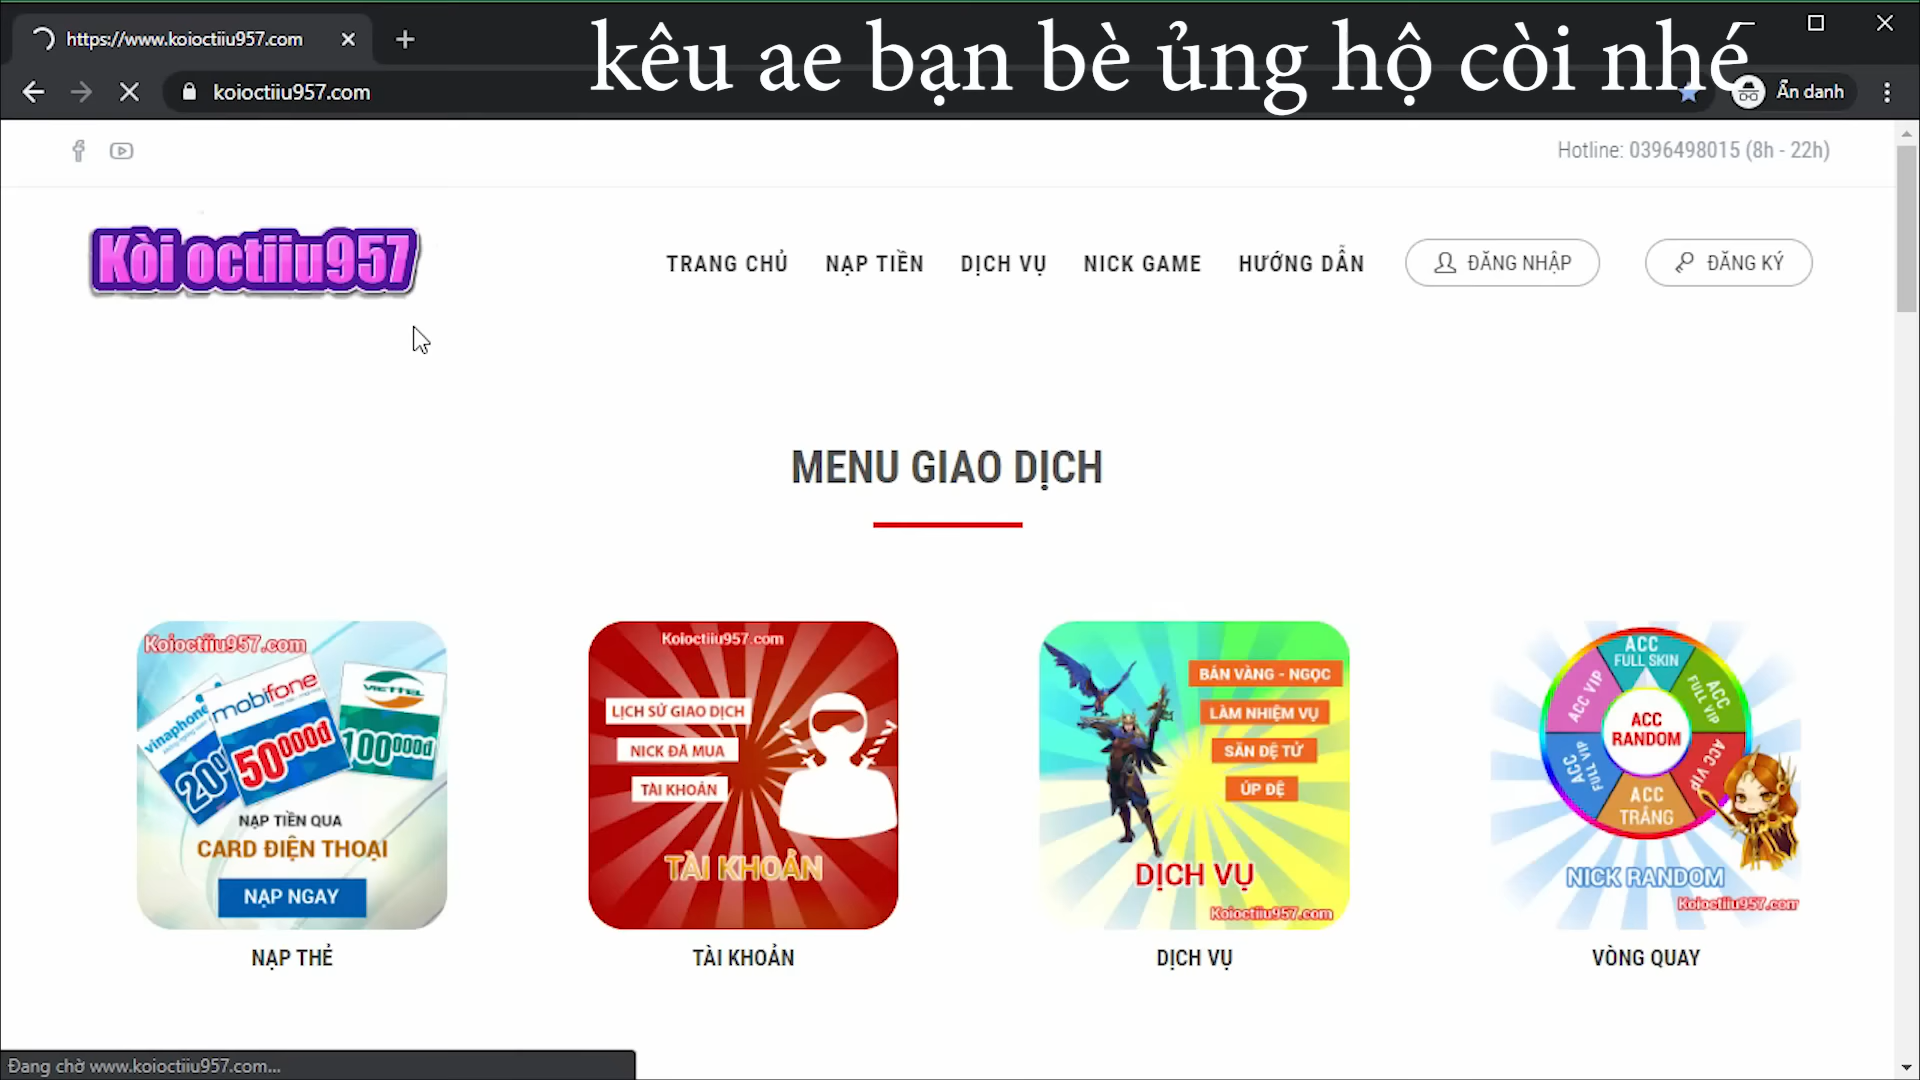 https://www.koioctiiu957.com
kêu ae bạn bè ủng hộ còi nhé
koioctiiu957.com
Ẩn danh
Hotline: 0396498015 (8h - 22h)
Kòi octiiu957
TRANG CHỦ
NẠP TIỀN
DỊCH VỤ
NICK GAME
HƯỚNG DẪN
ĐĂNG NHẬP
ĐĂNG KÝ
MENU GIAO DỊCH
Koioctiiu957.com
vinaphone
mobifone
VIETTEL
50000đ
100000đ
NẠP TIỀN QUA
CARD ĐIỆN THOẠI
NẠP NGAY
NẠP THẺ
Koioctiiu957.com
LỊCH SỬ GIAO DỊCH
NICK ĐÃ MUA
TÀI KHOẢN
TÀI KHOẢN
TÀI KHOẢN
BÁN VÀNG - NGỌC
LÀM NHIỆM VỤ
SĂN ĐỆ TỬ
ÚP ĐỆ
DỊCH VỤ
Koioctiiu957.com
DỊCH VỤ
ACC
FULL SKIN
ACC VIP
ACC
FULL VIP
ACC
RANDOM
ACC
FULL VIP
ACC VIP
ACC
TRẮNG
NICK RANDOM
Koioctiiu957.com
VÒNG QUAY
Đang chờ www.koioctiiu957.com...